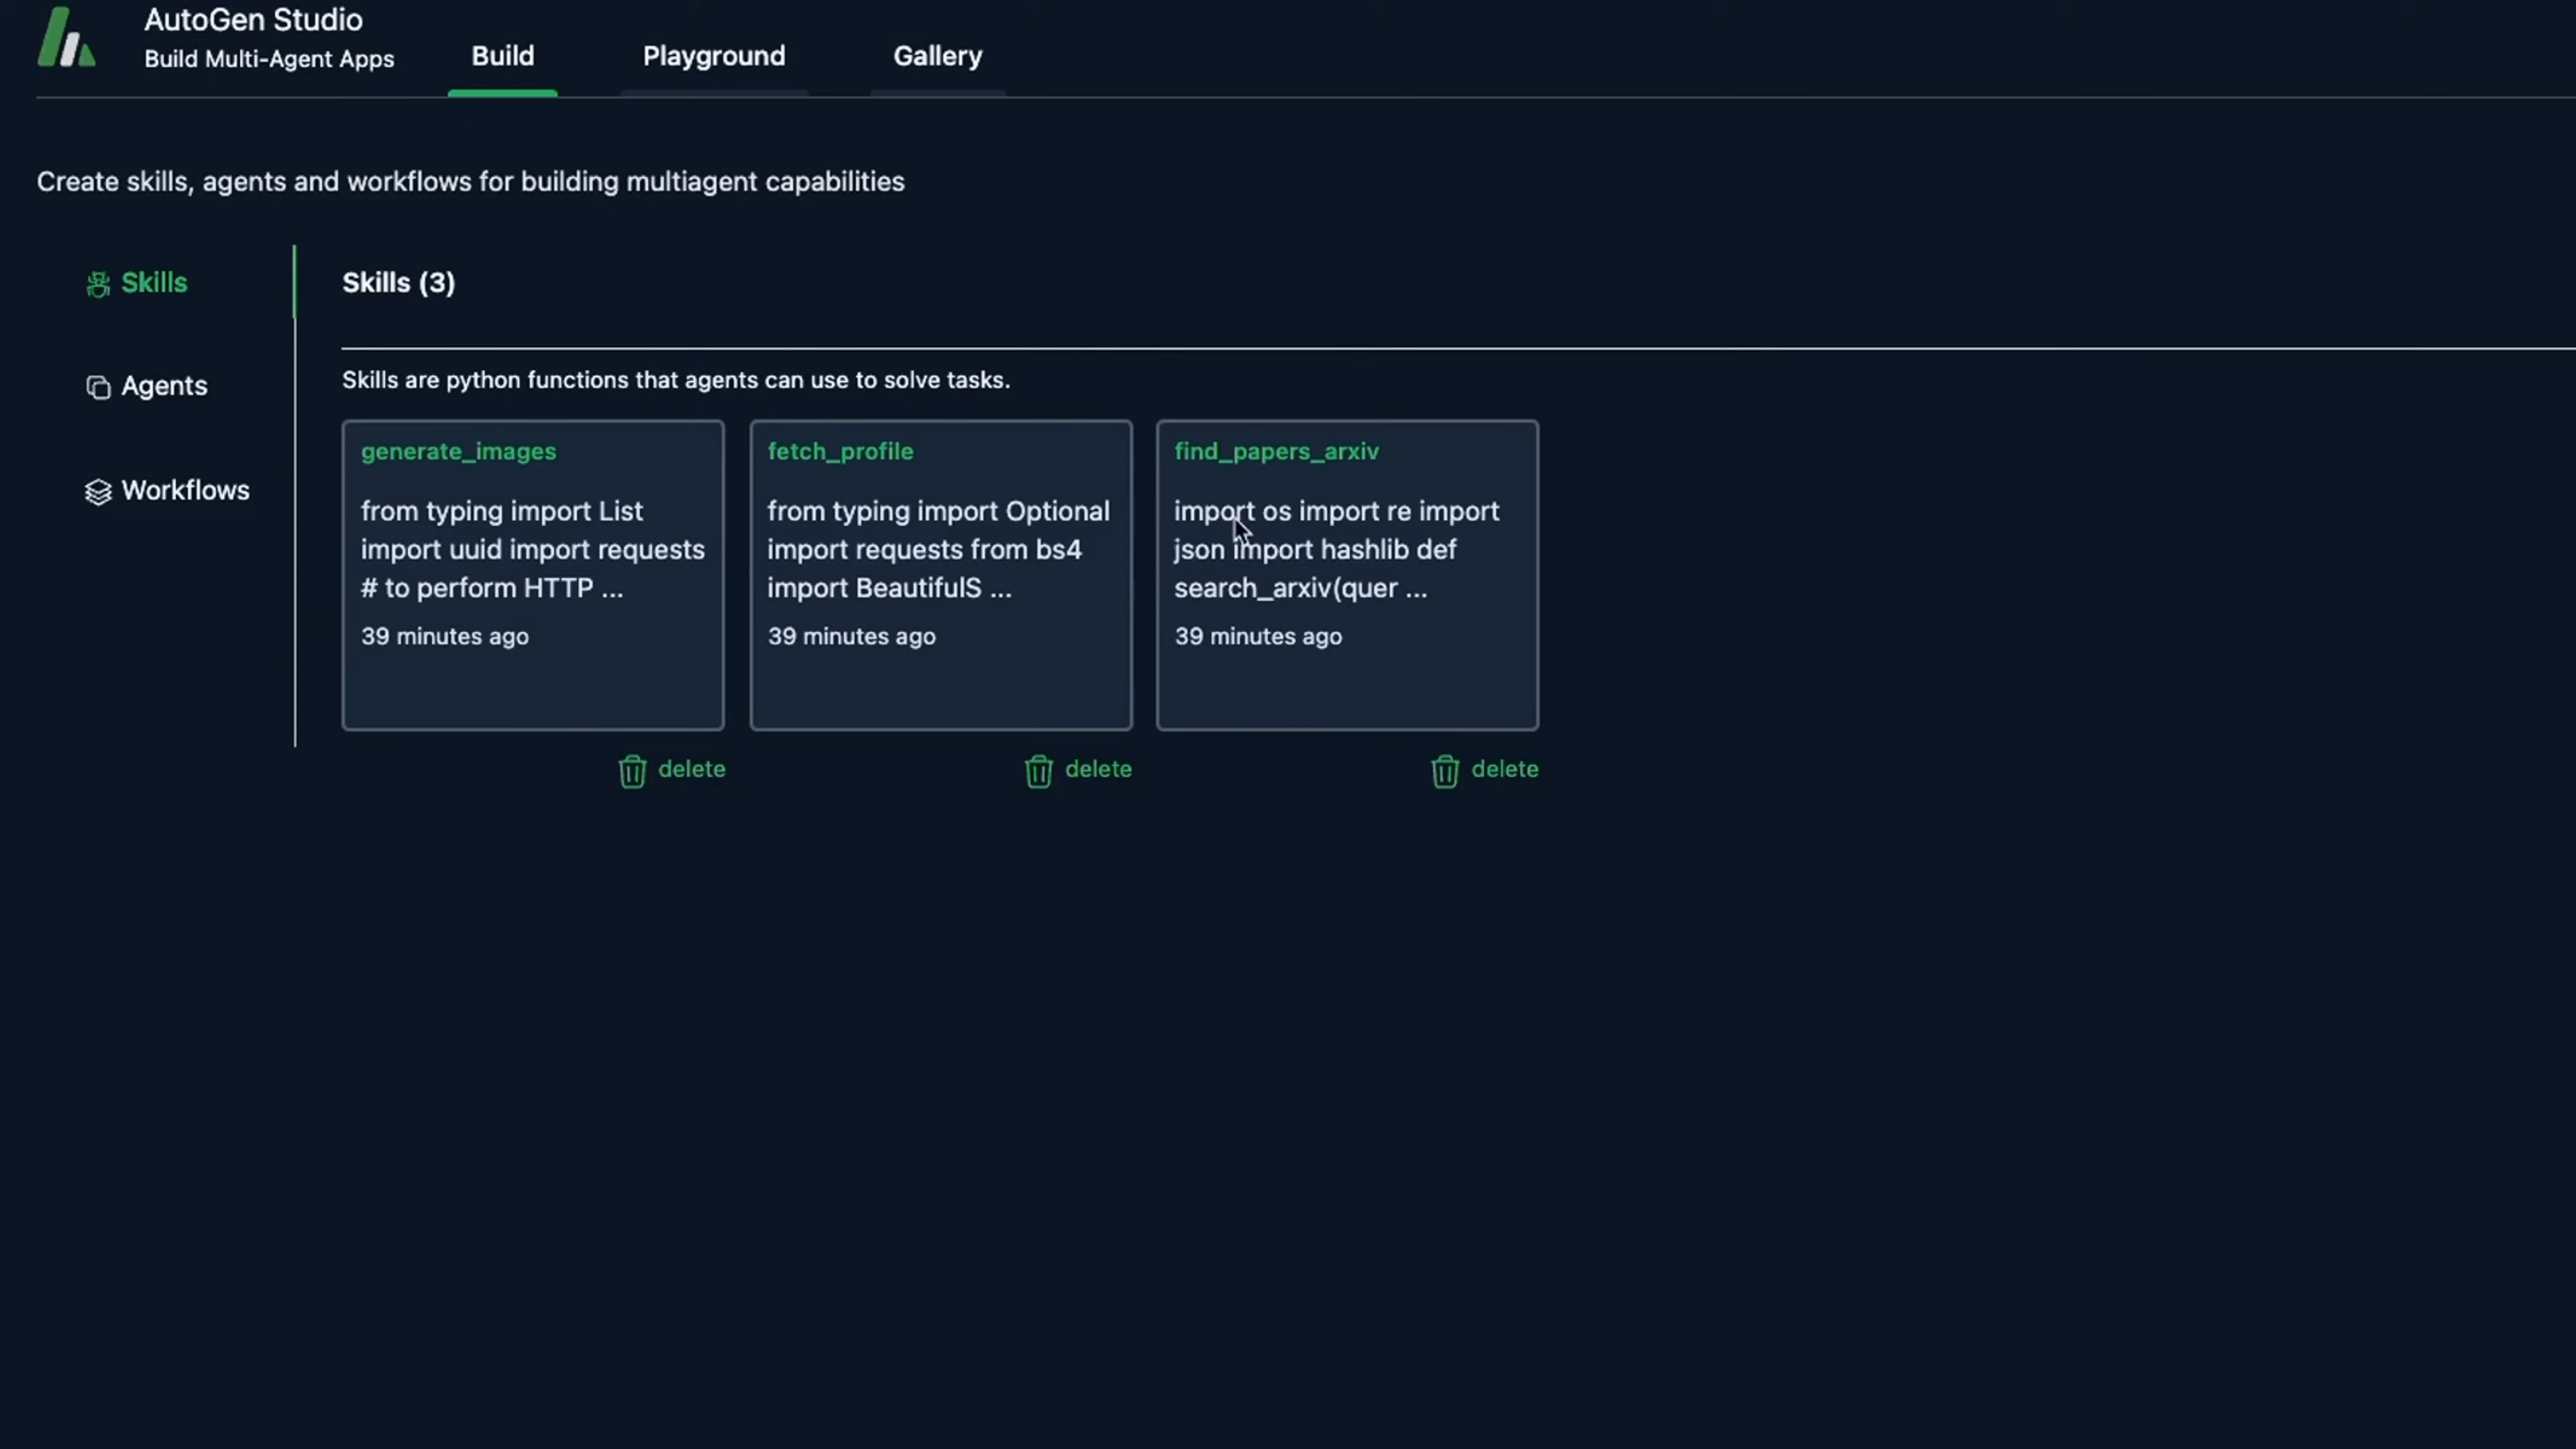 AutoGen Studio
Build Multi-Agent Apps
Build
Playground
Gallery
Create skills, agents and workflows for building multiagent capabilities
Skills
Agents
Workflows
Skills (3)
Skills are python functions that agents can use to solve tasks.
generate_images
from typing import List
import uuid import requests
# to perform HTTP ...
39 minutes ago
delete
fetch_profile
from typing import Optional
import requests from bs4
import BeautifulS ...
39 minutes ago
delete
find_papers_arxiv
import os import re import
json import hashlib def
search_arxiv(quer ...
39 minutes ago
delete